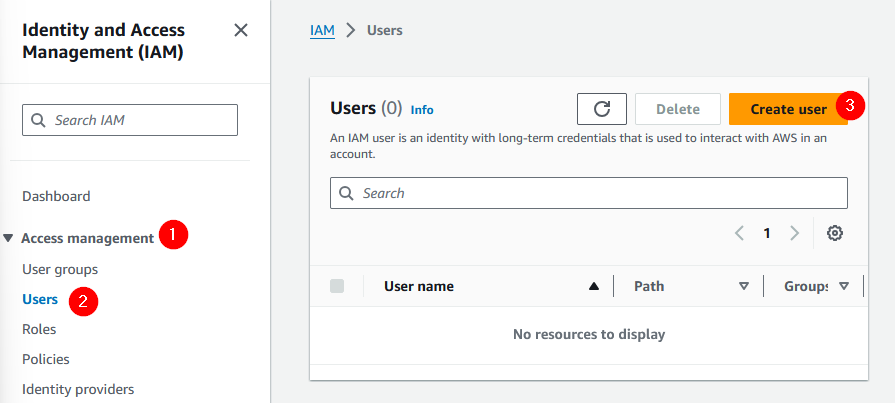 Identity and Access
Management (IAM)
Search IAM
Dashboard
Access management 1
User groups
Users 2
Roles
Policies
Identity providers
IAM > Users
Users (0) Info
Delete
Create user 3
An IAM user is an identity with long-term credentials that is used to interact with AWS in an
account.
Search
1
User name
Path
Groups
No resources to display